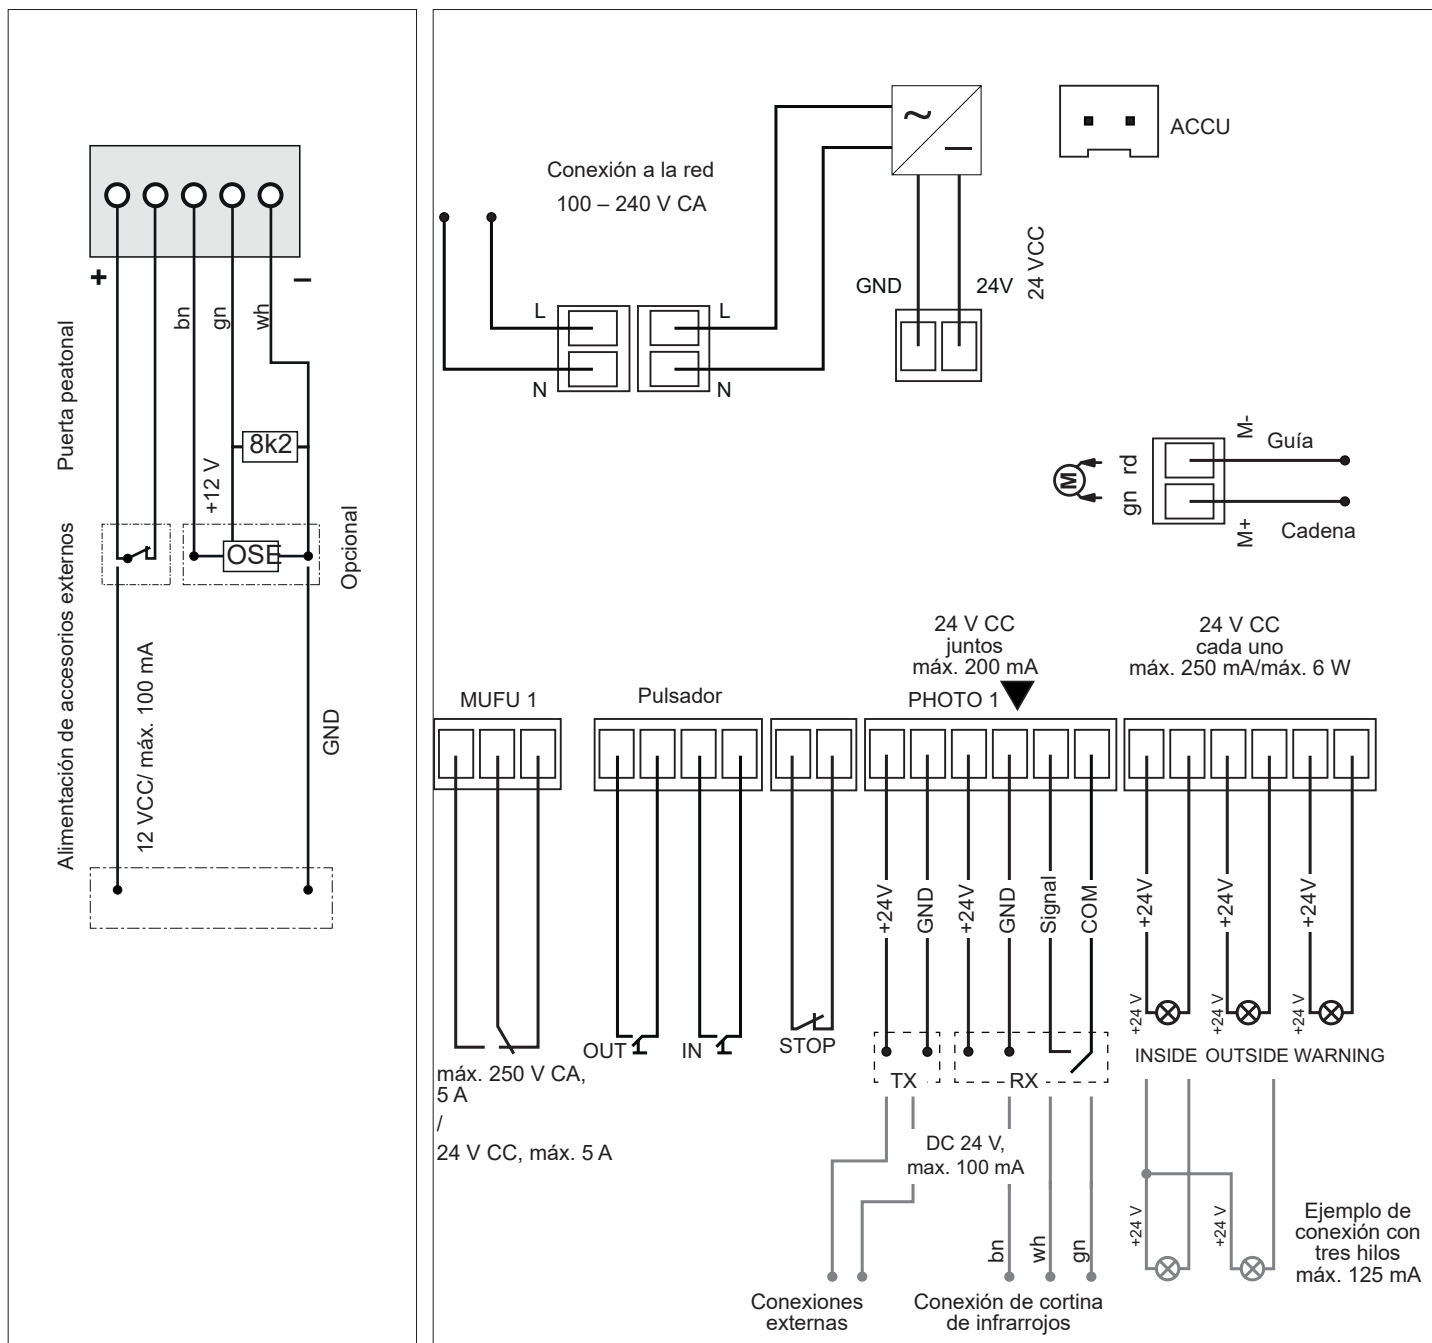 +
–
bn
gn
wh
Puerta peatonal
8k2
+12 V
OSE
Opcional
Alimentación de accesorios externos
12 VCC/ máx. 100 mA
GND
Conexión a la red
100 – 240 V CA
L
N
L
N
~
GND
24V
24 VCC
ACCU
M
rd
gn
M-
M+
Guía
Cadena
MUFU 1
Pulsador
24 V CC
juntos
máx. 200 mA
PHOTO 1
24 V CC
cada uno
máx. 250 mA/máx. 6 W
+24V
GND
+24V
GND
Signal
COM
+24V
+24V
+24V
+24 V
+24 V
+24 V
OUT
IN
STOP
TX
RX
INSIDE
OUTSIDE
WARNING
máx. 250 V CA,
5 A
/
24 V CC, máx. 5 A
DC 24 V,
max. 100 mA
bn
wh
gn
+24 V
+24 V
Ejemplo de
conexión con
tres hilos
máx. 125 mA
Conexiones
externas
Conexión de cortina
de infrarrojos